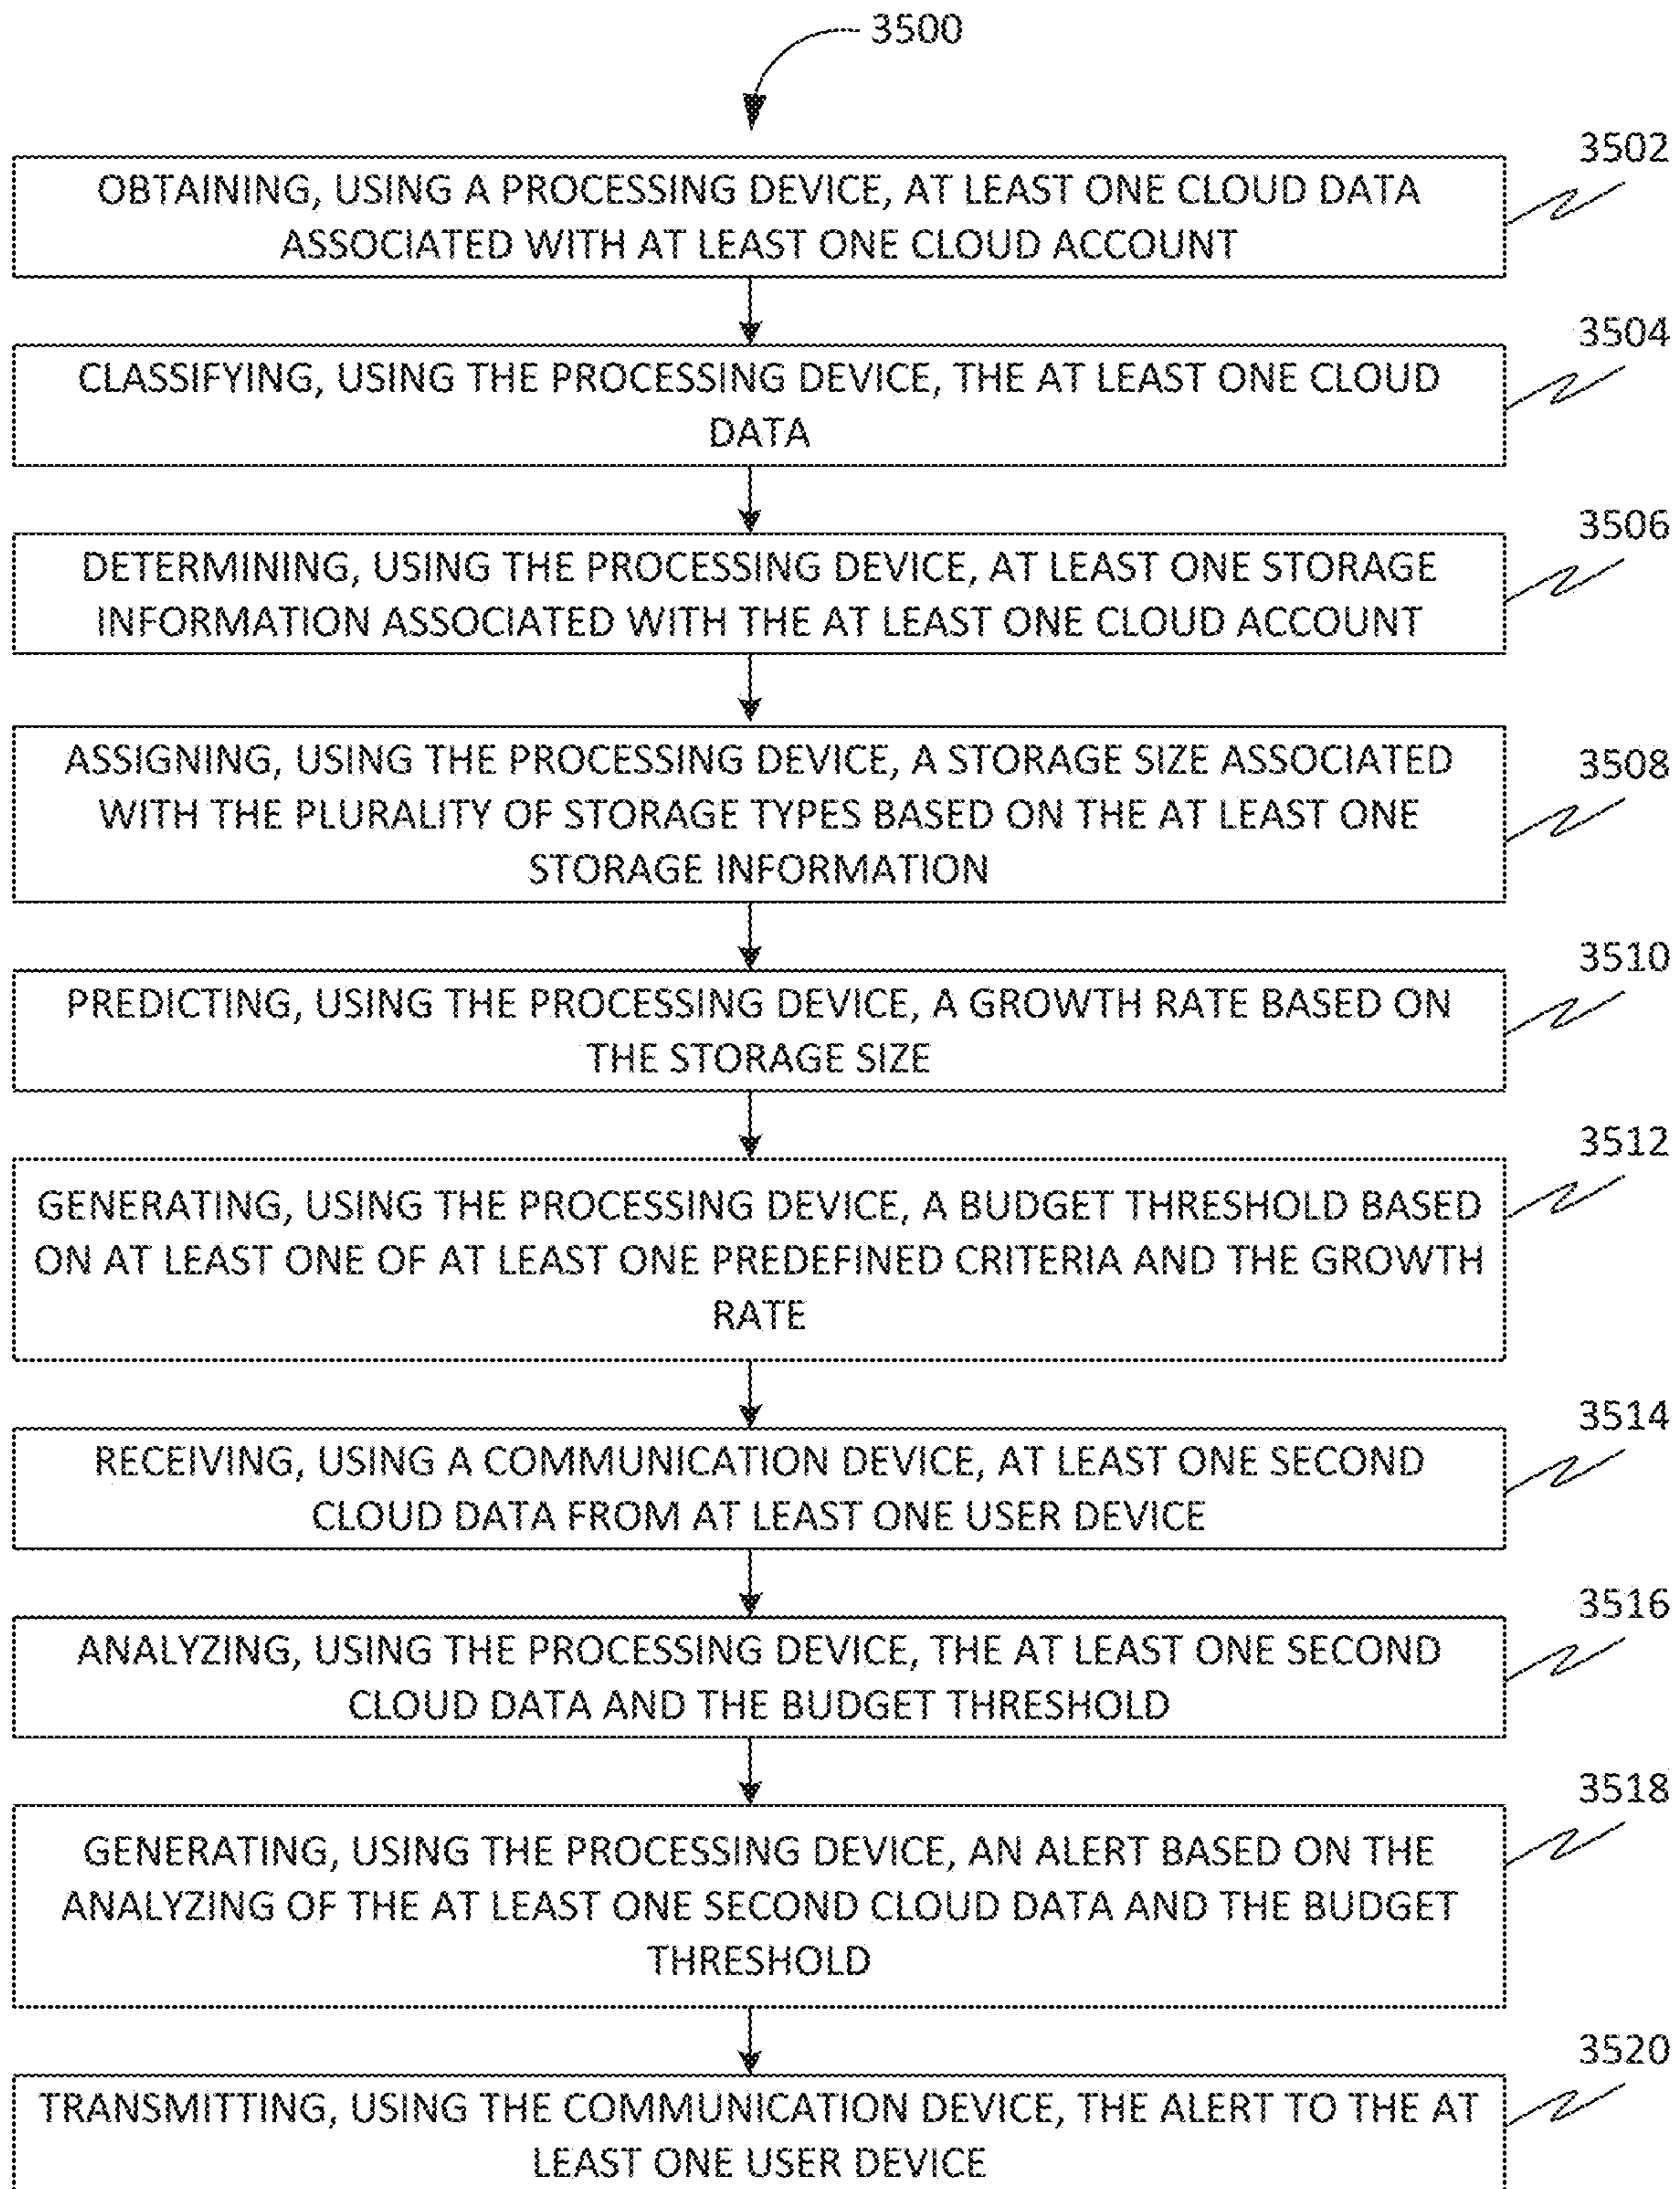 3500
3502
OBTAINING, USING A PROCESSING DEVICE, AT LEAST ONE CLOUD DATA
ASSOCIATED WITH AT LEAST ONE CLOUD ACCOUNT
3504
CLASSIFYING, USING THE PROCESSING DEVICE, THE AT LEAST ONE CLOUD
DATA
3506
DETERMINING, USING THE PROCESSING DEVICE, AT LEAST ONE STORAGE
INFORMATION ASSOCIATED WITH THE AT LEAST ONE CLOUD ACCOUNT
3508
ASSIGNING, USING THE PROCESSING DEVICE, A STORAGE SIZE ASSOCIATED
WITH THE PLURALITY OF STORAGE TYPES BASED ON THE AT LEAST ONE
STORAGE INFORMATION
3510
PREDICTING, USING THE PROCESSING DEVICE, A GROWTH RATE BASED ON
THE STORAGE SIZE
3512
GENERATING, USING THE PROCESSING DEVICE, A BUDGET THRESHOLD BASED
ON AT LEAST ONE OF AT LEAST ONE PREDEFINED CRITERIA AND THE GROWTH
RATE
3514
RECEIVING, USING A COMMUNICATION DEVICE, AT LEAST ONE SECOND
CLOUD DATA FROM AT LEAST ONE USER DEVICE
3516
ANALYZING, USING THE PROCESSING DEVICE, THE AT LEAST ONE SECOND
CLOUD DATA AND THE BUDGET THRESHOLD
3518
GENERATING, USING THE PROCESSING DEVICE, AN ALERT BASED ON THE
ANALYZING OF THE AT LEAST ONE SECOND CLOUD DATA AND THE BUDGET
THRESHOLD
3520
TRANSMITTING, USING THE COMMUNICATION DEVICE, THE ALERT TO THE AT
LEAST ONE USER DEVICE